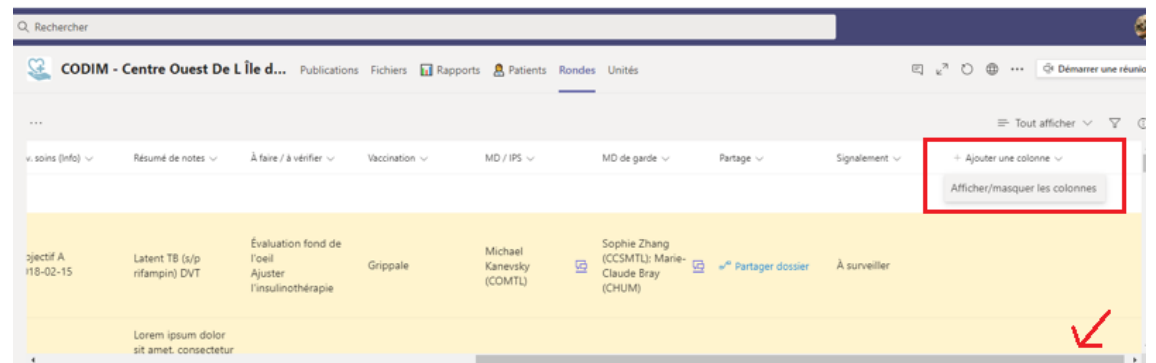 Rechercher
CODIM - Centre Ouest De L Île d... Publications Fichiers Rapports Patients Rondes Unités ... Démarrer une réunio
...
Tout afficher
v. soins (Info) Résumé de notes À faire / à vérifier Vaccination MD / IPS MD de garde Partage Signalement + Ajouter une colonne
Afficher/masquer les colonnes
ojectif A
018-02-15
Latent TB (s/p
rifampin) DVT
Évaluation fond de
l'oeil
Ajuster
l'insulinothérapie
Grippale
Michael
Kanevsky
(COMTL)
Sophie Zhang
(CCSMTL); Marie-
Claude Bray
(CHUM)
Partager dossier
À surveiller
Lorem ipsum dolor
sit amet. consectetur